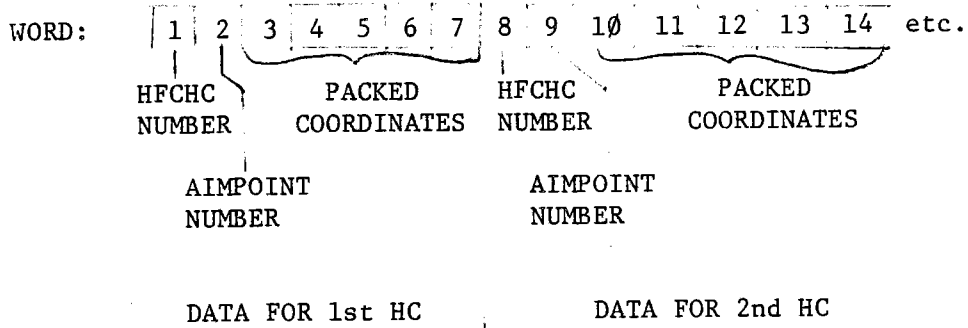 WORD: 1 2 3 4 5 6 7 8 9 1Ø 11 12 13 14 etc.
HFCHC PACKED HFCHC PACKED
NUMBER COORDINATES NUMBER COORDINATES
AIMPOINT AIMPOINT
NUMBER NUMBER
DATA FOR 1st HC DATA FOR 2nd HC